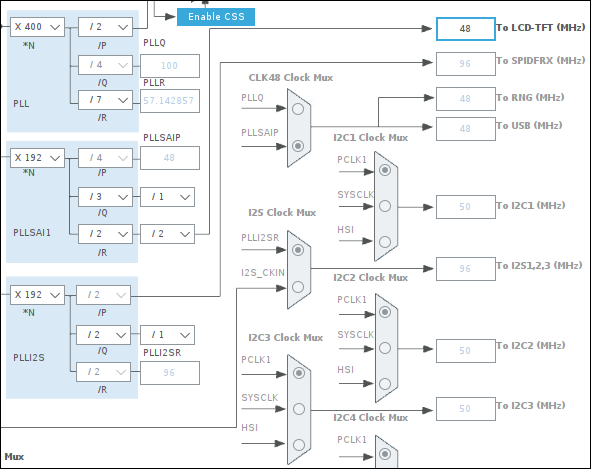 X 400
/ 2
Enable CSS
*N
/P
PLLQ
/ 4
100
/Q
PLLR
PLL
/ 7
57.142857
/R
PLLSAIP
X 192
/ 4
48
*N
/P
/ 3
/ 1
/Q
PLLSAI1
/ 2
/ 2
/R
X 192
/ 2
*N
/P
/ 2
/ 1
/Q
PLLI2SR
PLLI2S
/ 2
96
/R
Mux
CLK48 Clock Mux
PLLQ
PLLSAIP
I2C1 Clock Mux
PCLK1
SYSCLK
HSI
I2S Clock Mux
PLLI2SR
I2S_CKIN
I2C2 Clock Mux
PCLK1
SYSCLK
HSI
I2C3 Clock Mux
PCLK1
SYSCLK
HSI
I2C4 Clock Mux
PCLK1
48 To LCD-TFT (MHz)
96 To SPIDFRX (MHz)
48 To RNG (MHz)
48 To USB (MHz)
50 To I2C1 (MHz)
96 To I2S1,2,3 (MHz)
50 To I2C2 (MHz)
50 To I2C3 (MHz)